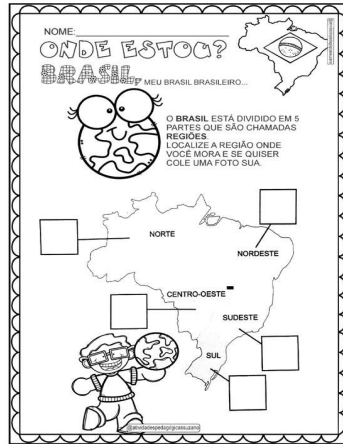 NOME:
ONDE ESTOU?
BRASIL, MEU BRASIL BRASILEIRO...
O BRASIL ESTÁ DIVIDIDO EM 5
PARTES QUE SÃO CHAMADAS
REGIÕES.
LOCALIZE A REGIÃO ONDE
VOCÊ MORA E SE QUISER
COLE UMA FOTO SUA.
NORTE
NORDESTE
CENTRO-OESTE
SUDESTE
SUL
@atividadespedagogicasuzano